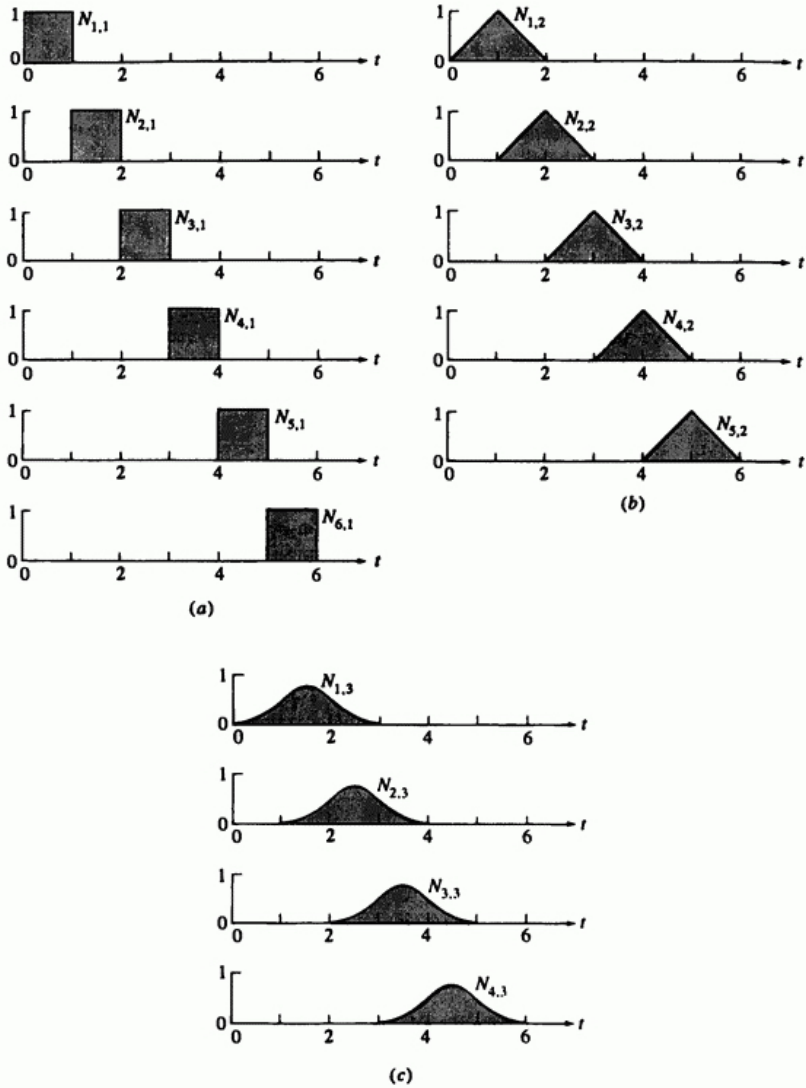 1 N1,1
0 0 2 4 6 t
1 N2,1
0 0 2 4 6 t
1 N3,1
0 0 2 4 6 t
1 N4,1
0 0 2 4 6 t
1 N5,1
0 0 2 4 6 t
1 N6,1
0 0 2 4 6 t
(a)
1 N1,2
0 0 2 4 6 t
1 N2,2
0 0 2 4 6 t
1 N3,2
0 0 2 4 6 t
1 N4,2
0 0 2 4 6 t
1 N5,2
0 0 2 4 6 t
(b)
1 N1,3
0 0 2 4 6 t
1 N2,3
0 0 2 4 6 t
1 N3,3
0 0 2 4 6 t
1 N4,3
0 0 2 4 6 t
(c)